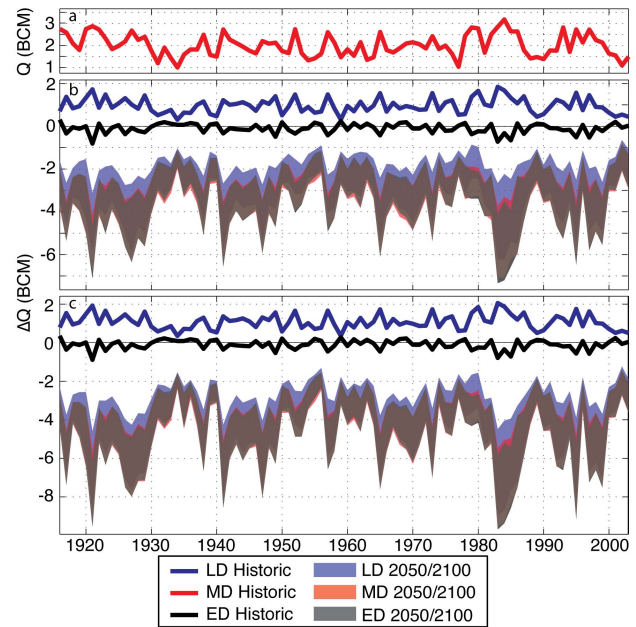 Q (BCM)
3
2
1
a
b
2
0
-2
-4
-6
ΔQ (BCM)
c
2
0
-2
-4
-6
-8
1920 1930 1940 1950 1960 1970 1980 1990 2000
LD Historic LD 2050/2100
MD Historic MD 2050/2100
ED Historic ED 2050/2100